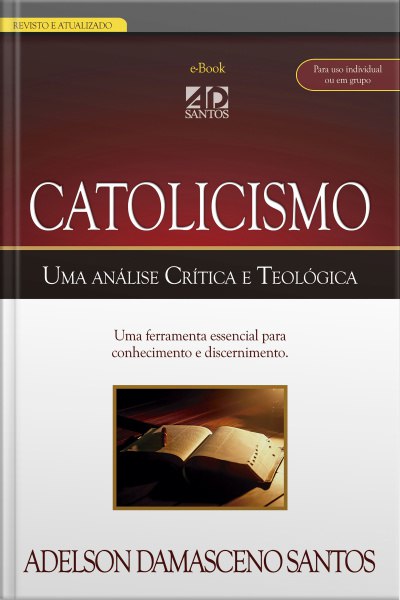 REVISTO E ATUALIZADO
e-Book
AD
SANTOS
Para uso individual
ou em grupo
CATOLICISMO
UMA ANÁLISE CRÍTICA E TEOLÓGICA
Uma ferramenta essencial para
conhecimento e discernimento.
ADELSON DAMASCENO SANTOS